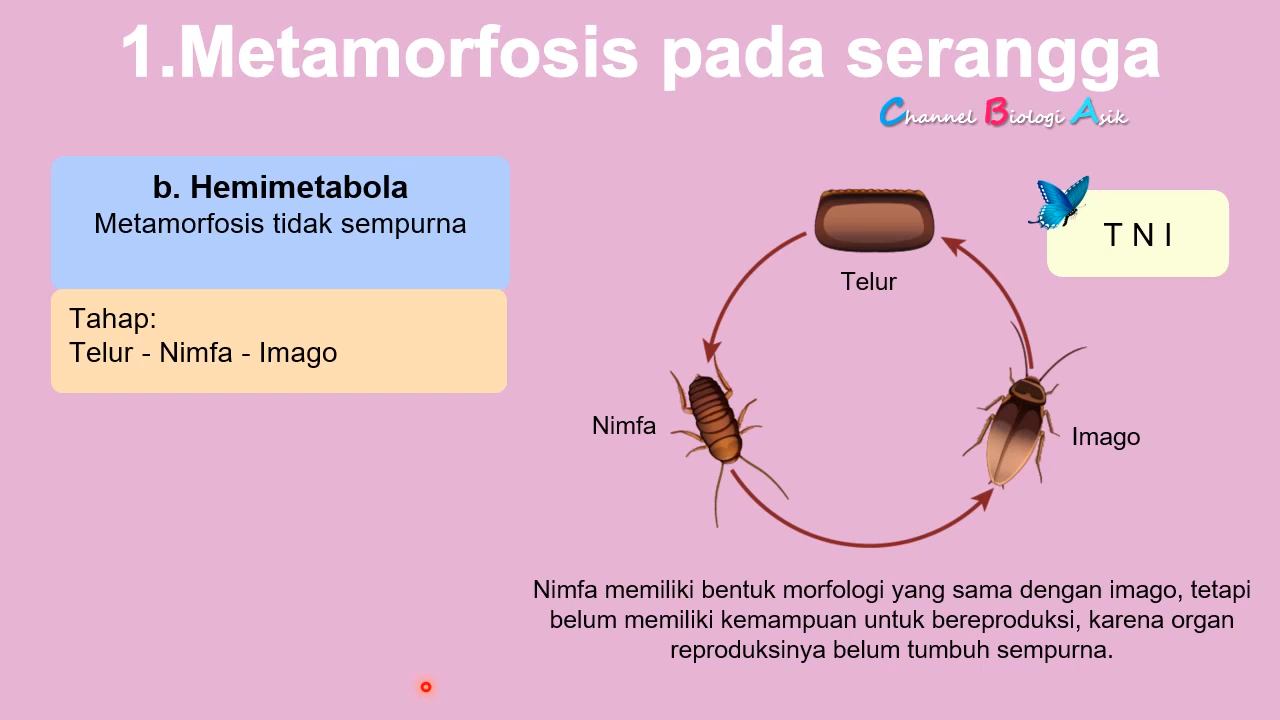 1.Metamorfosis pada serangga
Channel Biologi Asik
b. Hemimetabola
Metamorfosis tidak sempurna
Tahap:
Telur - Nimfa - Imago
T N I
Telur
Nimfa
Imago
Nimfa memiliki bentuk morfologi yang sama dengan imago, tetapi
belum memiliki kemampuan untuk bereproduksi, karena organ
reproduksinya belum tumbuh sempurna.